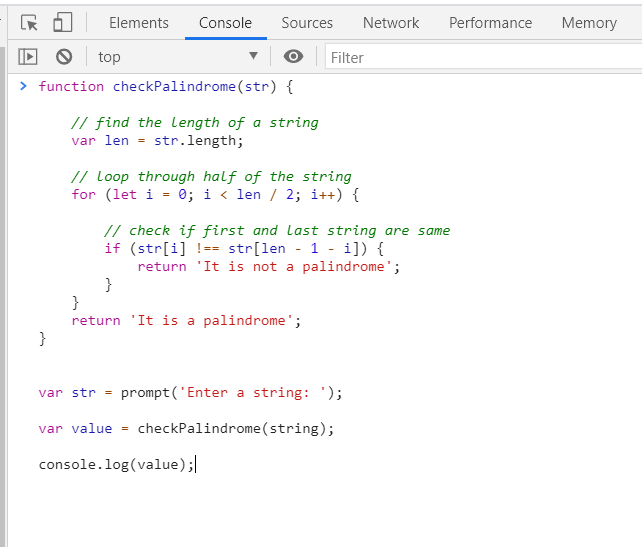 Elements Console Sources Network Performance Memory
top Filter
function checkPalindrome(str) {
// find the length of a string
var len = str.length;
// loop through half of the string
for (let i = 0; i < len / 2; i++) {
// check if first and last string are same
if (str[i] !== str[len - 1 - i]) {
return 'It is not a palindrome';
}
}
return 'It is a palindrome';
}
var str = prompt('Enter a string: ');
var value = checkPalindrome(string);
console.log(value);